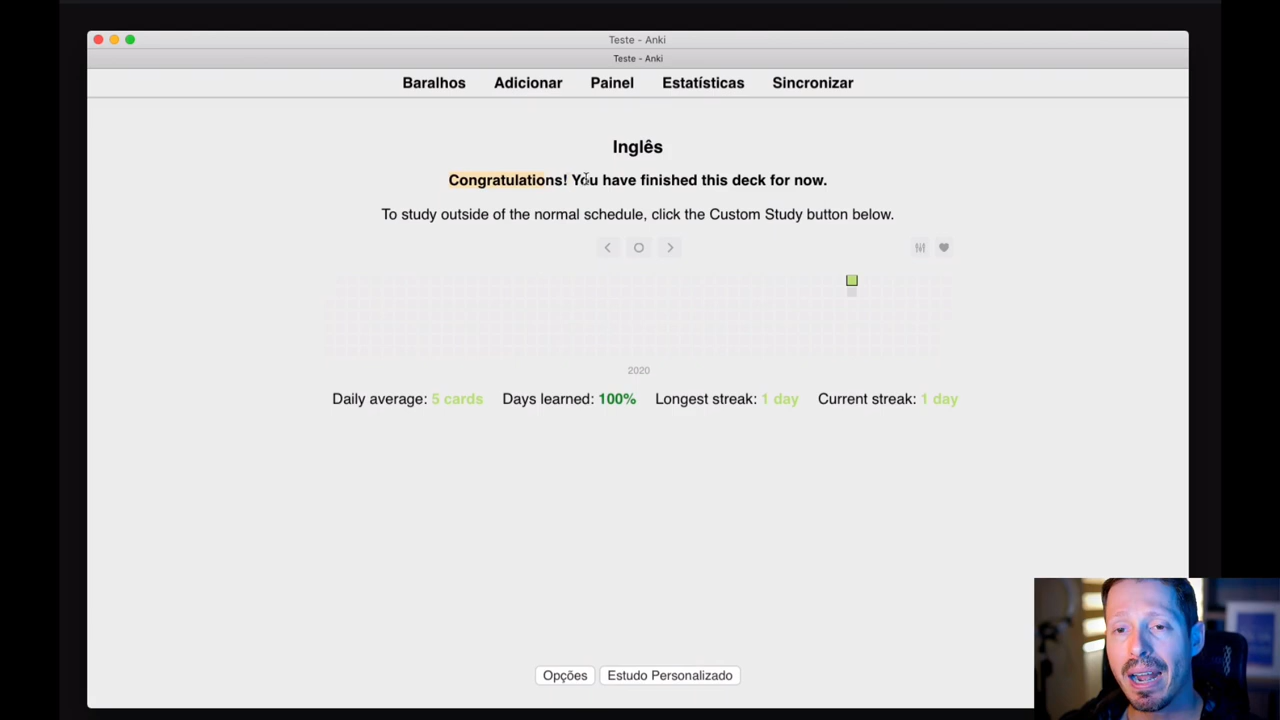 Teste - Anki
Teste - Anki
Baralhos Adicionar Painel Estatísticas Sincronizar
Inglês
Congratulations! You have finished this deck for now.
To study outside of the normal schedule, click the Custom Study button below.
2020
Daily average: 5 cards Days learned: 100% Longest streak: 1 day Current streak: 1 day
Opções Estudo Personalizado